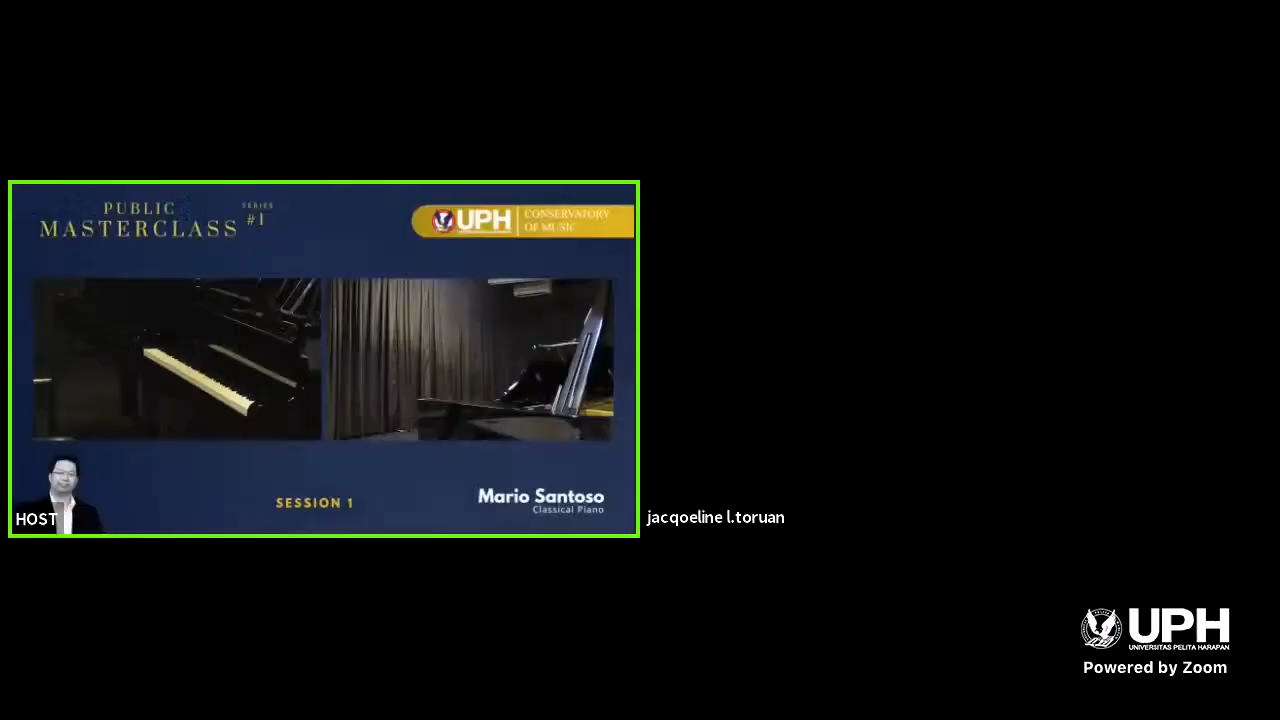 PUBLIC
MASTERCLASS
SERIES
#1
UPH
CONSERVATORY
OF MUSIC
HOST
SESSION 1
Mario Santoso
Classical Piano
jacqoeline l.toruan
UPH
UNIVERSITAS PELITA HARAPAN
Powered by Zoom